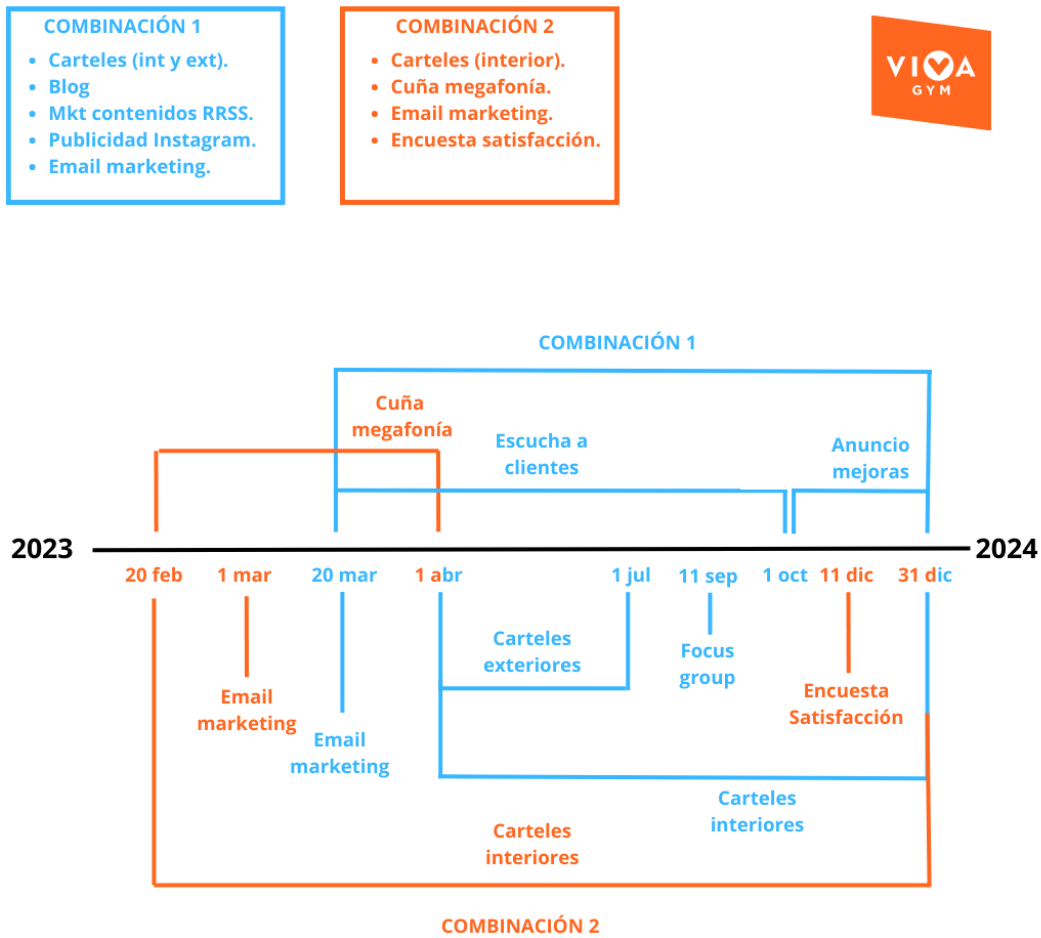 COMBINACIÓN 1
• Carteles (int y ext).
• Blog
• Mkt contenidos RRSS.
• Publicidad Instagram.
• Email marketing.
COMBINACIÓN 2
• Carteles (interior).
• Cuña megafonía.
• Email marketing.
• Encuesta satisfacción.
VIVA
GYM
COMBINACIÓN 1
Cuña
megafonía
Escucha a
clientes
Anuncio
mejoras
2023
2024
20 feb
1 mar
20 mar
1 abr
1 jul
11 sep
1 oct
11 dic
31 dic
Carteles
exteriores
Focus
group
Email
marketing
Encuesta
Satisfacción
Email
marketing
Carteles
interiores
Carteles
interiores
COMBINACIÓN 2